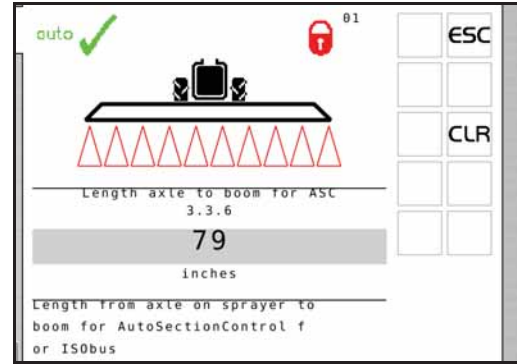 auto
01
ESC
CLR
Length axle to boom for ASC
3.3.6
79
inches
Length from axle on sprayer to
boom for AutoSectionControl f
or ISObus